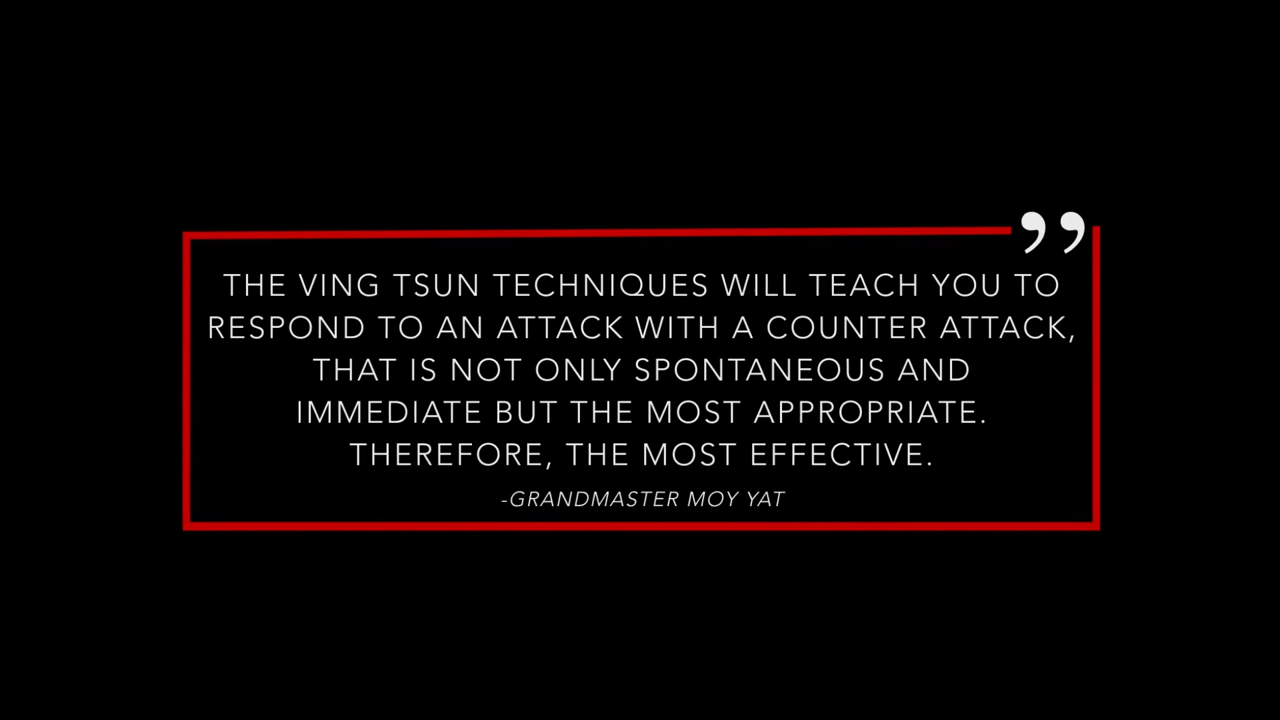 ”
THE VING TSUN TECHNIQUES WILL TEACH YOU TO
RESPOND TO AN ATTACK WITH A COUNTER ATTACK,
THAT IS NOT ONLY SPONTANEOUS AND
IMMEDIATE BUT THE MOST APPROPRIATE.
THEREFORE, THE MOST EFFECTIVE.
-GRANDMASTER MOY YAT